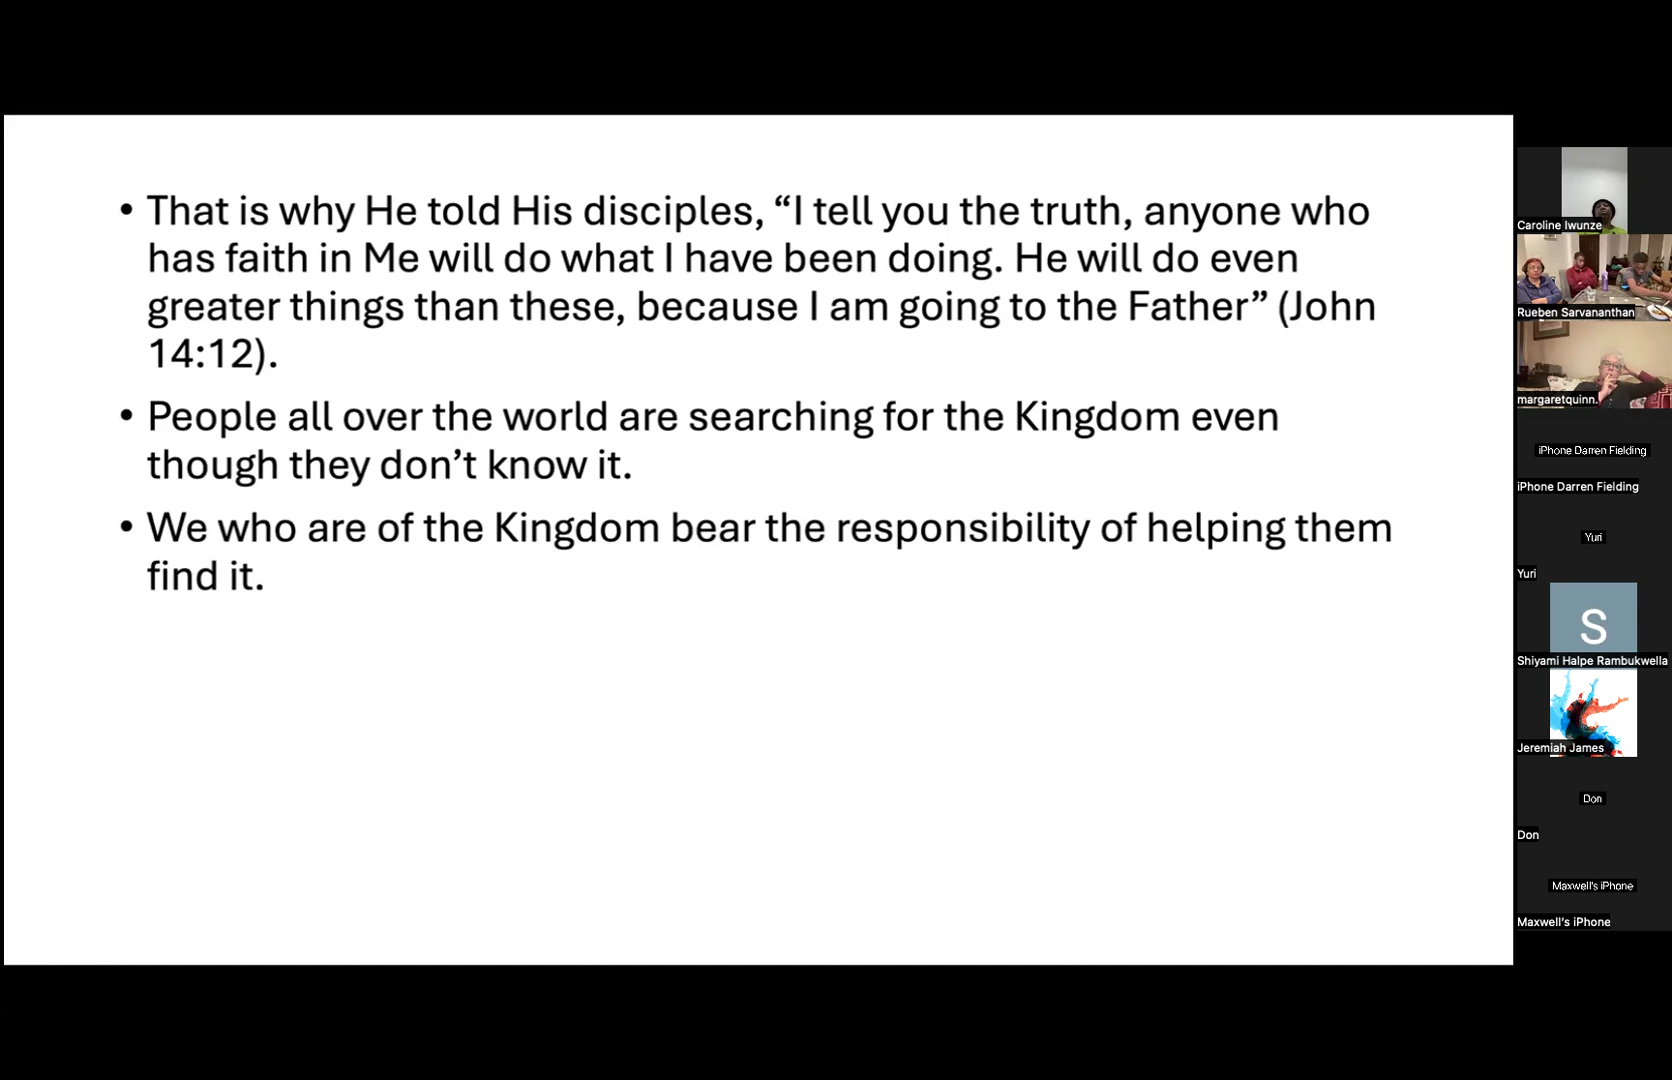 • That is why He told His disciples, “I tell you the truth, anyone who
has faith in Me will do what I have been doing. He will do even
greater things than these, because I am going to the Father” (John
14:12).
• People all over the world are searching for the Kingdom even
though they don’t know it.
• We who are of the Kingdom bear the responsibility of helping them
find it.
Caroline Iwunze
Rueben Sarvananthan
margaretquinn.
iPhone Darren Fielding
iPhone Darren Fielding
Yuri
Yuri
S
Shiyami Halpe Rambukwella
Jeremiah James
Don
Don
Maxwell's iPhone
Maxwell's iPhone